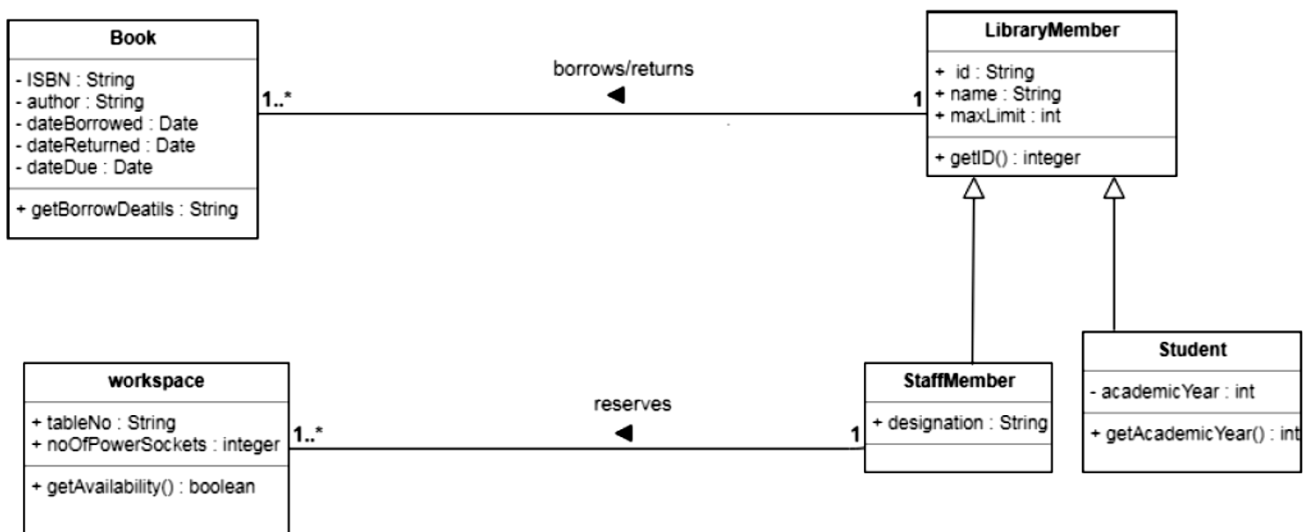 Book
- ISBN : String
- author : String
- dateBorrowed : Date
- dateReturned : Date
- dateDue : Date
+ getBorrowDeatils : String
1..*
borrows/returns
1
LibraryMember
+ id : String
+ name : String
+ maxLimit : int
+ getID() : integer
workspace
+ tableNo : String
+ noOfPowerSockets : integer
+ getAvailability() : boolean
1..*
reserves
1
StaffMember
+ designation : String
Student
- academicYear : int
+ getAcademicYear() : int